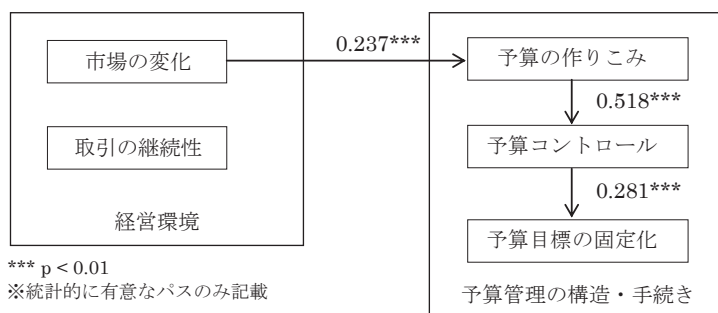 市場の変化
0.237***
予算の作りこみ
0.518***
取引の継続性
予算コントロール
0.281***
経営環境
予算目標の固定化
*** p < 0.01
※統計的に有意なパスのみ記載
予算管理の構造・手続き